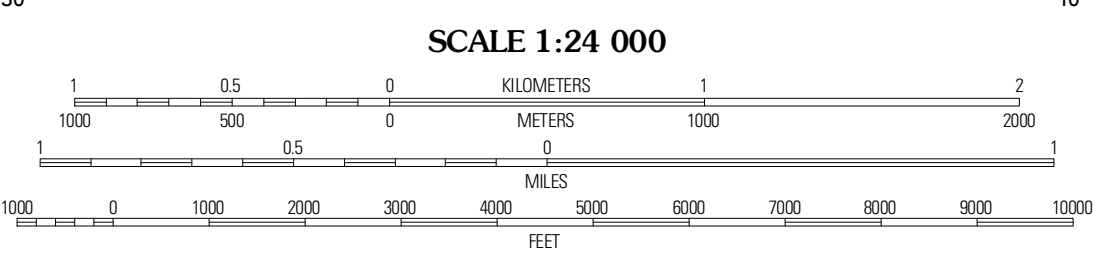 SCALE 1:24 000
1 0.5 0 KILOMETERS 1 2
1000 500 0 METERS 1000 2000
1 0.5 0 1
MILES
1000 0 1000 2000 3000 4000 5000 6000 7000 8000 9000 10000
FEET